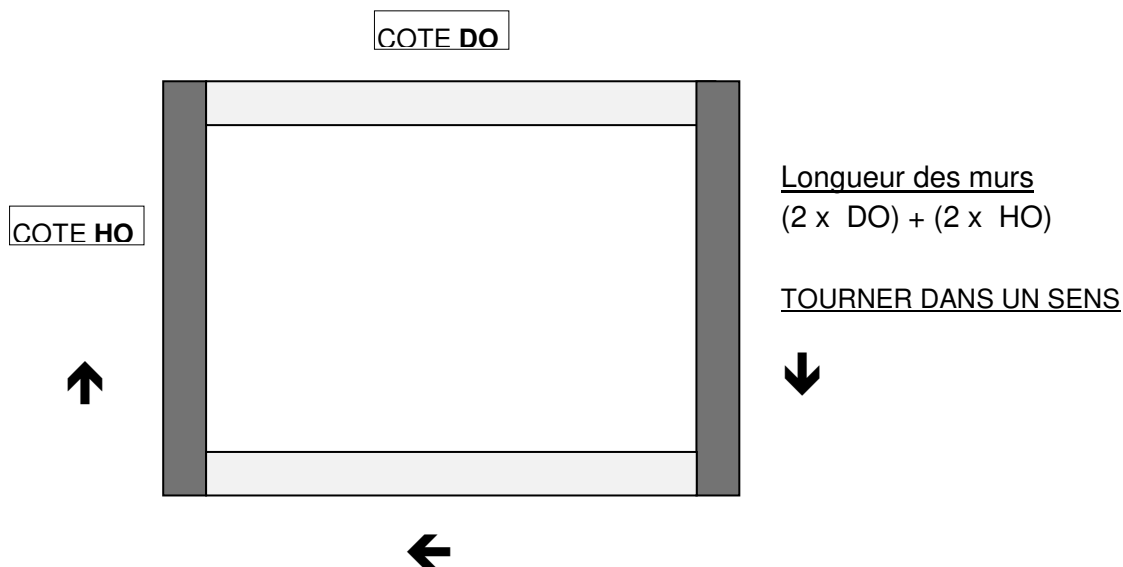 COTE DO
COTE HO
Longueur des murs
(2 x DO) + (2 x HO)
TOURNER DANS UN SENS